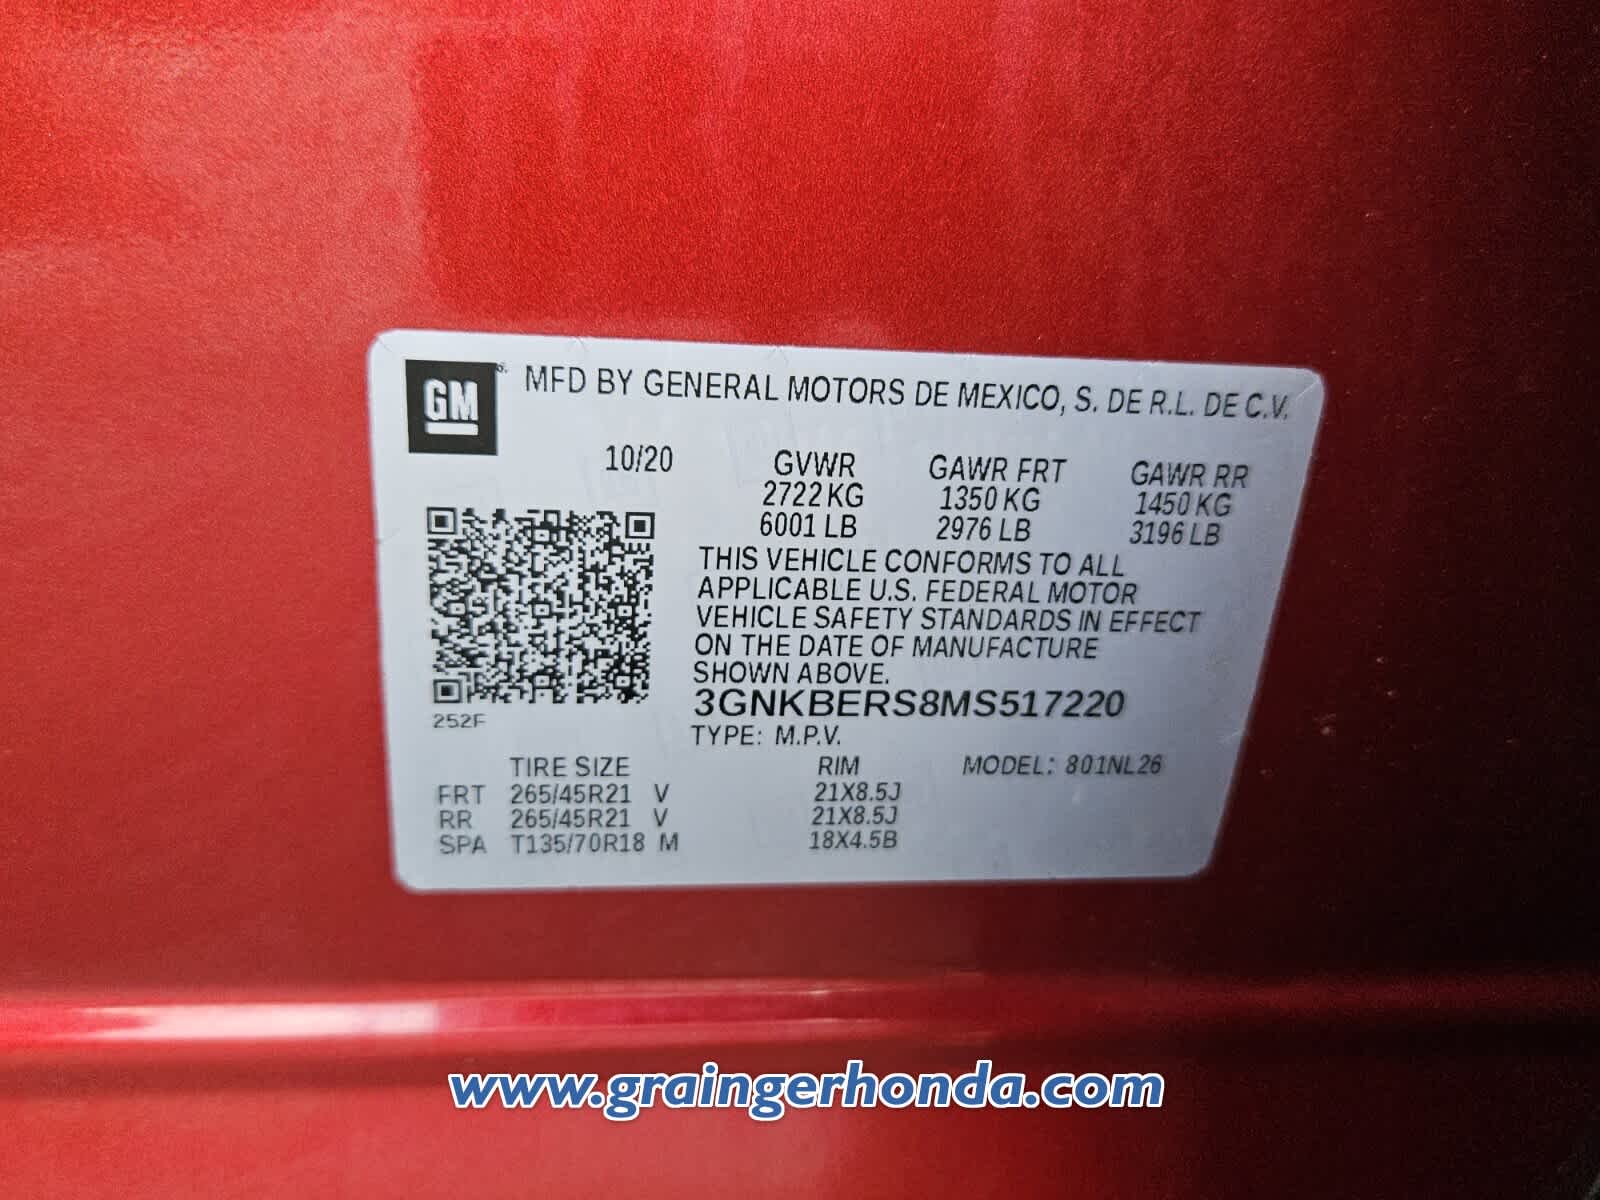 GM
MFD BY GENERAL MOTORS DE MEXICO, S. DE R.L. DE C.V.
10/20 GVWR GAWR FRT GAWR RR
2722 KG 1350 KG 1450 KG
6001 LB 2976 LB 3196 LB
THIS VEHICLE CONFORMS TO ALL
APPLICABLE U.S. FEDERAL MOTOR
VEHICLE SAFETY STANDARDS IN EFFECT
ON THE DATE OF MANUFACTURE
SHOWN ABOVE.
3GNKBERS8MS517220
252F
TYPE: M.P.V.
TIRE SIZE RIM MODEL: 801NL26
FRT 265/45R21 V 21X8.5J
RR 265/45R21 V 21X8.5J
SPA T135/70R18 M 18X4.5B
www.graingerhonda.com